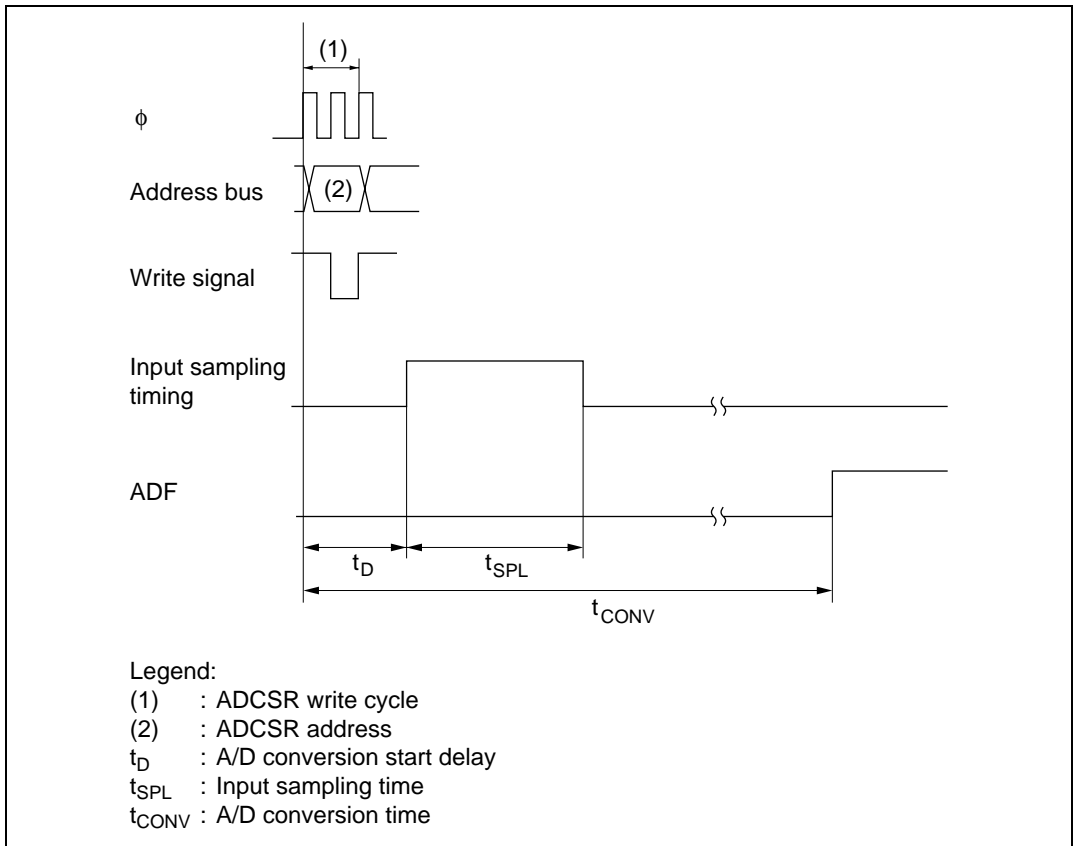 (1)
ϕ
Address bus
(2)
Write signal
Input sampling
timing
ADF
tD
tSPL
tCONV
Legend:
(1) : ADCSR write cycle
(2) : ADCSR address
tD : A/D conversion start delay
tSPL : Input sampling time
tCONV : A/D conversion time